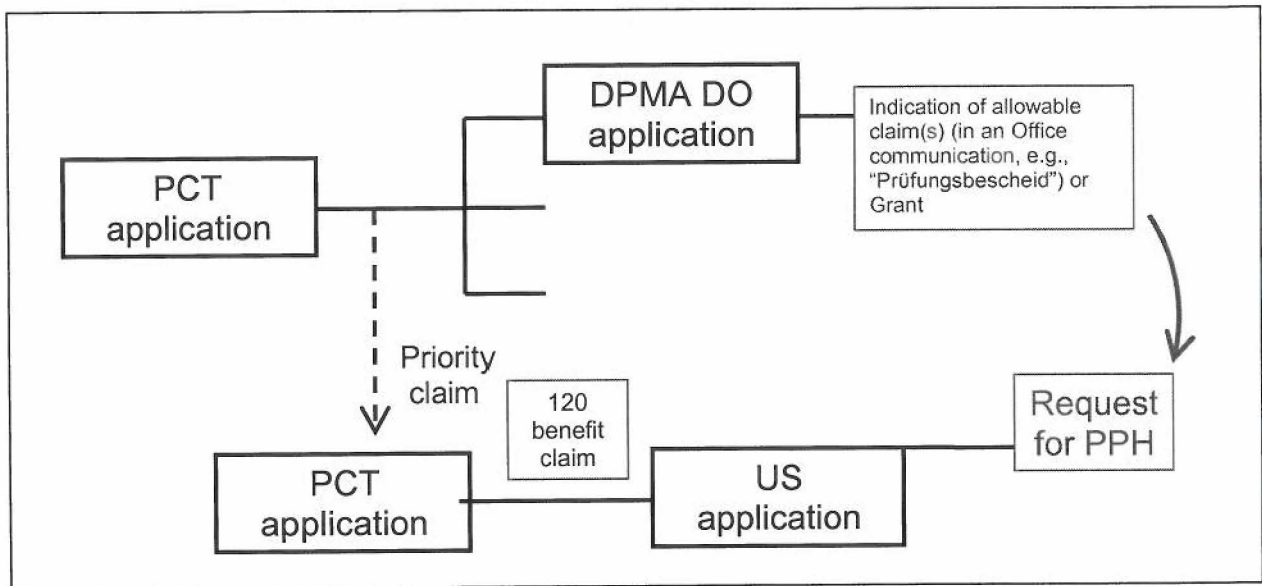 DPMA DO
application
Indication of allowable
claim(s) (in an Office
communication, e.g.,
"Prüfungsbescheid") or
Grant
PCT
application
Priority
claim
120
benefit
claim
Request
for PPH
PCT
application
US
application